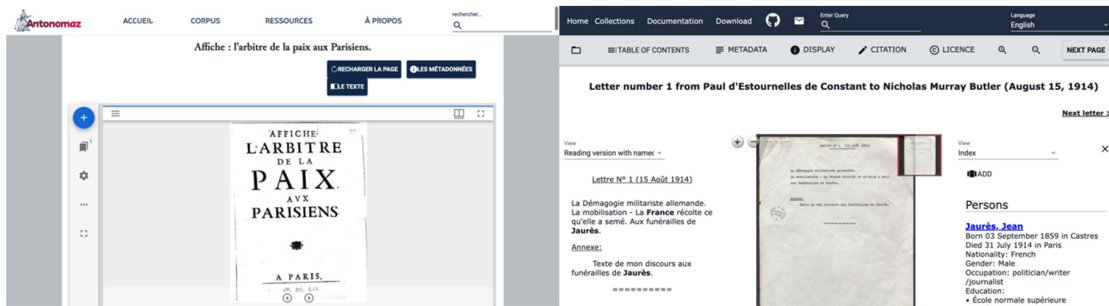 Antonomaz
ACCUEIL
CORPUS
RESSOURCES
À PROPOS
rechercher...
Affiche : l'arbitre de la paix aux Parisiens.
RECHARGER LA PAGE
LES MÉTADONNÉES
LE TEXTE
AFFICHE
L'ARBITRE
DE LA
PAIX
AVX
PARISIENS
A PARIS,
Home Collections Documentation Download
Enter Query
Language
English
TABLE OF CONTENTS
METADATA
DISPLAY
CITATION
LICENCE
NEXT PAGE
Letter number 1 from Paul d'Estournelles de Constant to Nicholas Murray Butler (August 15, 1914)
Next letter
View
Reading version with named
Lettre N° 1 (15 Août 1914)
La Démagogie militariste allemande.
La mobilisation - La France récolte ce
qu'elle a semé. Aux funérailles de
Jaurès.
Annexe:
Texte de mon discours aux
funérailles de Jaurès.
==========
View
Index
ADD
Persons
Jaurès, Jean
Born 03 September 1859 in Castres
Died 31 July 1914 in Paris
Nationality: French
Gender: Male
Occupation: politician/writer
/journalist
Education:
• École normale supérieure